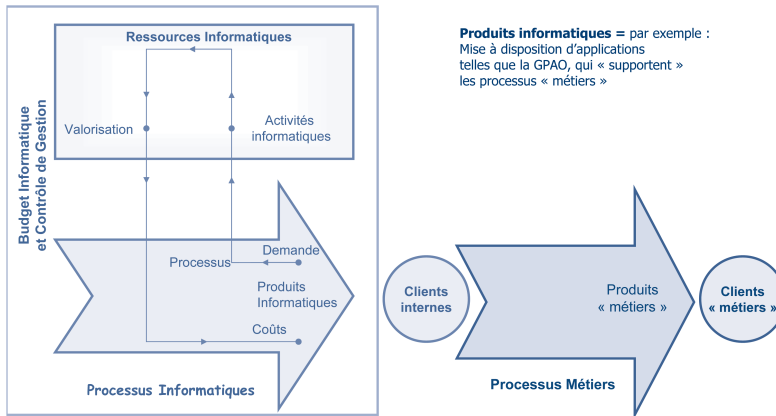 Budget Informatique
et Contrôle de Gestion
Ressources Informatiques
Valorisation
Activités
informatiques
Demande
Processus
Produits
Informatiques
Coûts
Processus Informatiques
Produits informatiques = par exemple :
Mise à disposition d’applications
telles que la GPAO, qui « supportent »
les processus « métiers »
Clients
internes
Produits
« métiers »
Clients
« métiers »
Processus Métiers